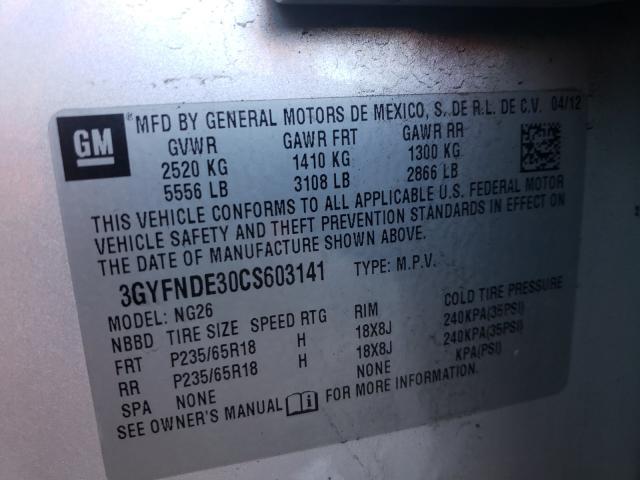 GM
®MFD BY GENERAL MOTORS DE MEXICO, S. DE R.L. DE C.V. 04/12
GVWR GAWR FRT GAWR RR
2520 KG 1410 KG 1300 KG
5556 LB 3108 LB 2866 LB
THIS VEHICLE CONFORMS TO ALL APPLICABLE U.S. FEDERAL MOTOR
VEHICLE SAFETY AND THEFT PREVENTION STANDARDS IN EFFECT ON
THE DATE OF MANUFACTURE SHOWN ABOVE.
3GYFNDE30CS603141 TYPE: M.P.V.
MODEL: NG26
NBBD TIRE SIZE SPEED RTG RIM COLD TIRE PRESSURE
FRT P235/65R18 H 18X8J 240KPA(35PSI)
RR P235/65R18 H 18X8J 240KPA(35PSI)
SPA NONE NONE KPA(PSI)
SEE OWNER'S MANUAL FOR MORE INFORMATION.